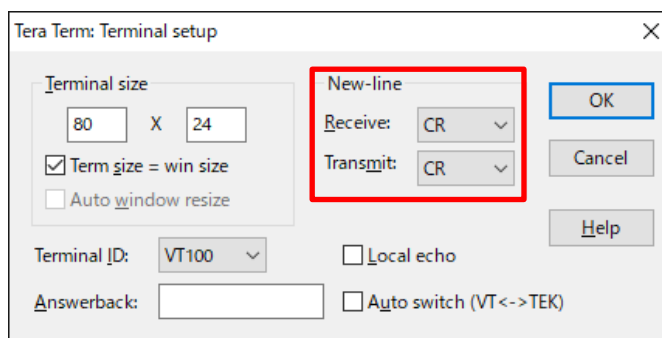 Tera Term: Terminal setup
Terminal size
80 X 24
Term size = win size
Auto window resize
New-line
Receive: CR
Transmit: CR
OK
Cancel
Help
Terminal ID: VT100
Local echo
Answerback:
Auto switch (VT<->TEK)